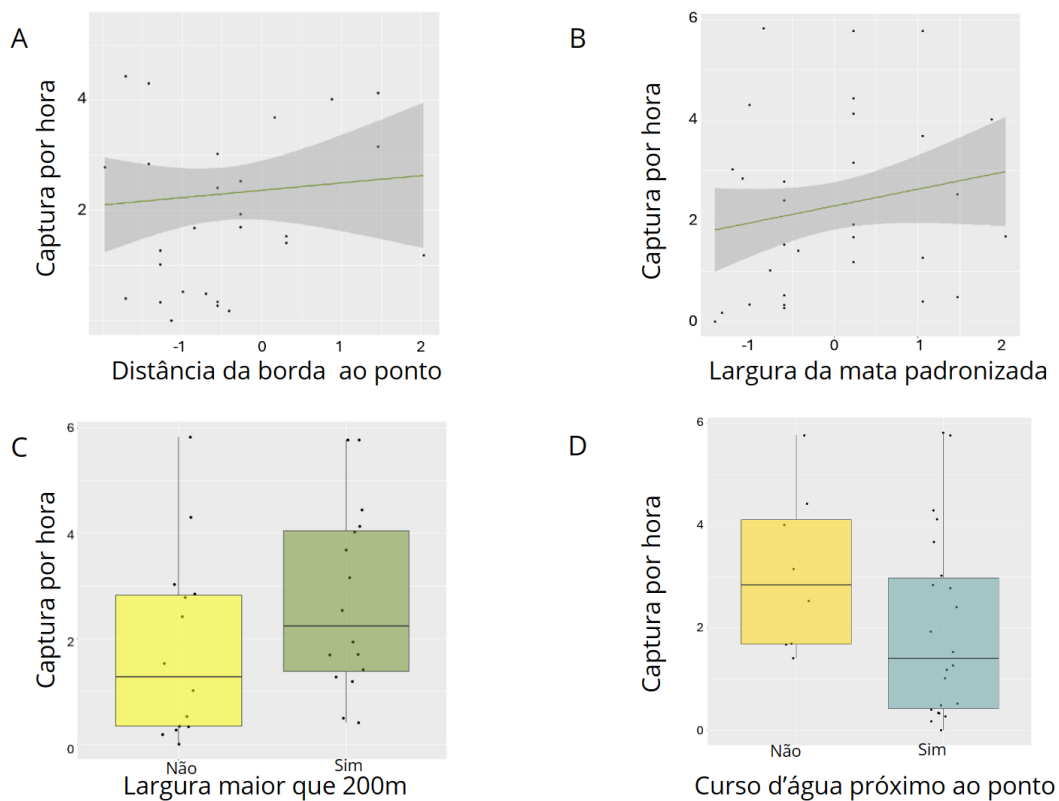 A
Captura por hora
4
2
-1
0
1
2
Distância da borda ao ponto
B
Captura por hora
6
4
2
0
-1
0
1
2
Largura da mata padronizada
C
Captura por hora
6
4
2
0
Não
Sim
Largura maior que 200m
D
Captura por hora
6
4
2
0
Não
Sim
Curso d’água próximo ao ponto